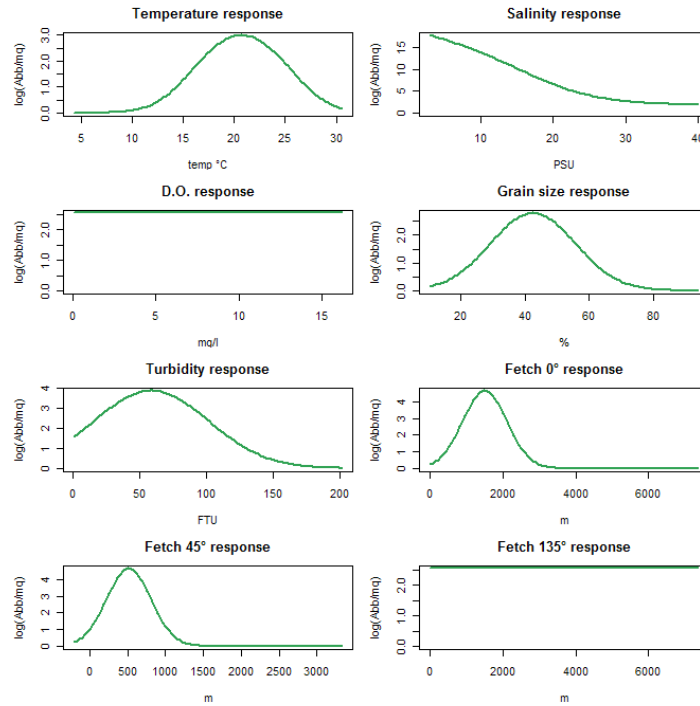 Temperature response
log(Abb/mq)
0.0 1.0 2.0 3.0
5 10 15 20 25 30
temp °C
Salinity response
log(Abb/mq)
0 5 10 15
10 20 30 40
PSU
D.O. response
log(Abb/mq)
0.0 1.0 2.0
0 5 10 15
mg/l
Grain size response
log(Abb/mq)
0.0 1.0 2.0
20 40 60 80
%
Turbidity response
log(Abb/mq)
0 1 2 3 4
0 50 100 150 200
FTU
Fetch 0° response
log(Abb/mq)
0 1 2 3 4
0 2000 4000 6000
m
Fetch 45° response
log(Abb/mq)
0 1 2 3 4
0 500 1000 1500 2000 2500 3000
m
Fetch 135° response
log(Abb/mq)
0.0 1.0 2.0
0 2000 4000 6000
m